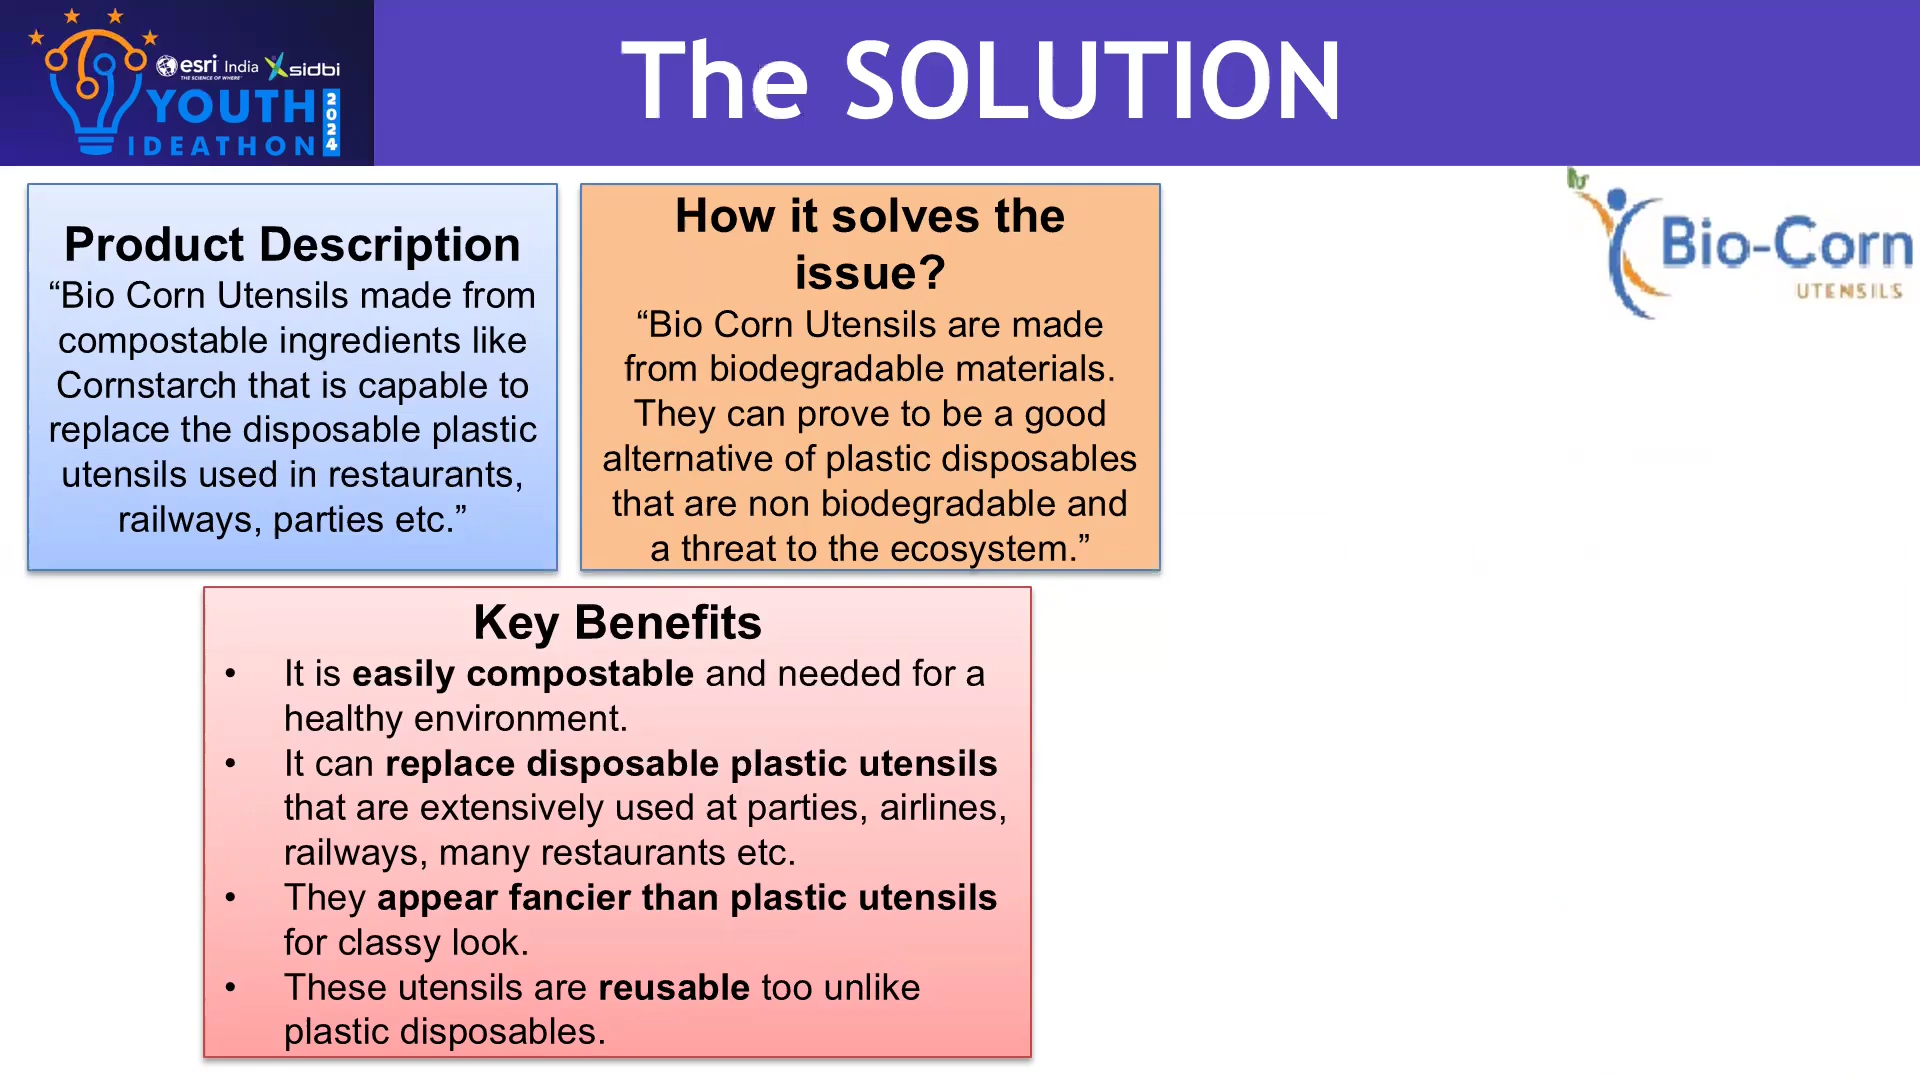 esri India sidbi
THE SCIENCE OF WHERE
YOUTH 2024
IDEATHON
The SOLUTION
Bio-Corn
UTENSILS
Product Description
“Bio Corn Utensils made from
compostable ingredients like
Cornstarch that is capable to
replace the disposable plastic
utensils used in restaurants,
railways, parties etc.”
How it solves the
issue?
“Bio Corn Utensils are made
from biodegradable materials.
They can prove to be a good
alternative of plastic disposables
that are non biodegradable and
a threat to the ecosystem.”
Key Benefits
• It is easily compostable and needed for a
healthy environment.
• It can replace disposable plastic utensils
that are extensively used at parties, airlines,
railways, many restaurants etc.
• They appear fancier than plastic utensils
for classy look.
• These utensils are reusable too unlike
plastic disposables.